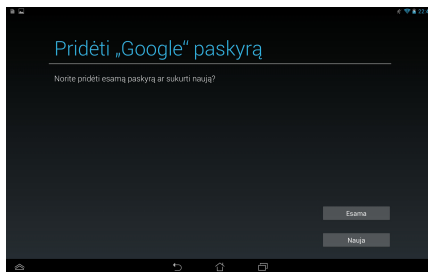 Pridėti „Google“ paskyrą
Norite pridėti esamą paskyrą ar sukurti naują?
Esama
Nauja